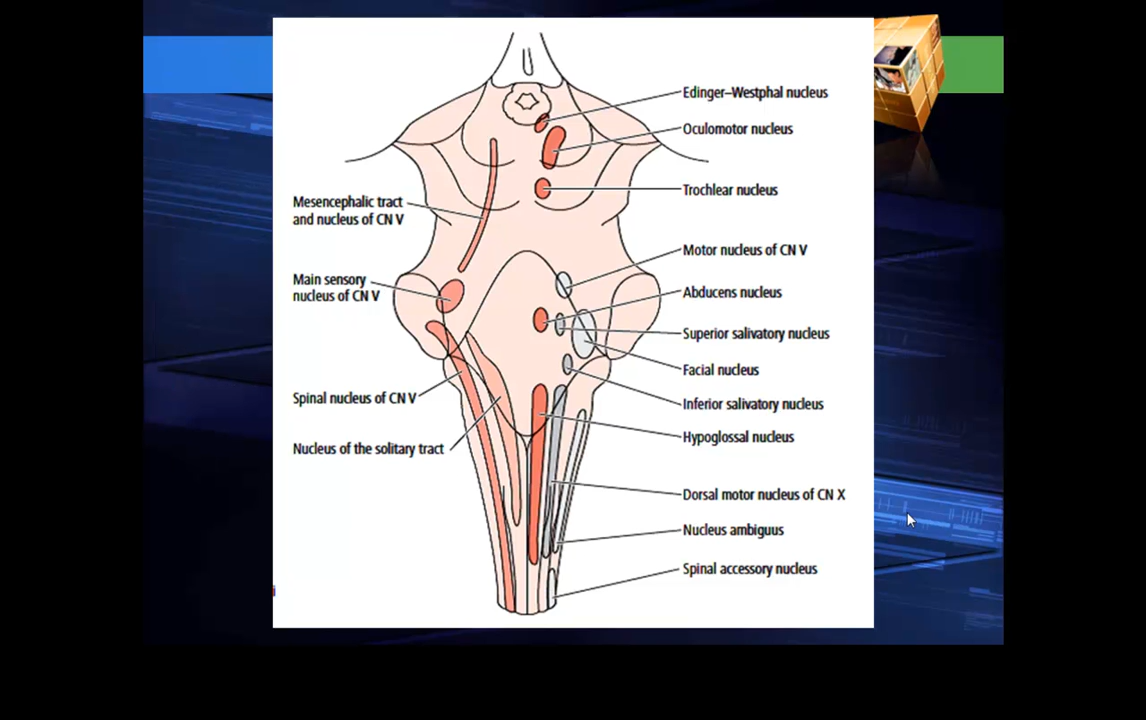 Edinger–Westphal nucleus
Oculomotor nucleus
Trochlear nucleus
Mesencephalic tract
and nucleus of CN V
Motor nucleus of CN V
Main sensory
nucleus of CN V
Abducens nucleus
Superior salivatory nucleus
Facial nucleus
Spinal nucleus of CN V
Inferior salivatory nucleus
Hypoglossal nucleus
Nucleus of the solitary tract
Dorsal motor nucleus of CN X
Nucleus ambiguus
Spinal accessory nucleus